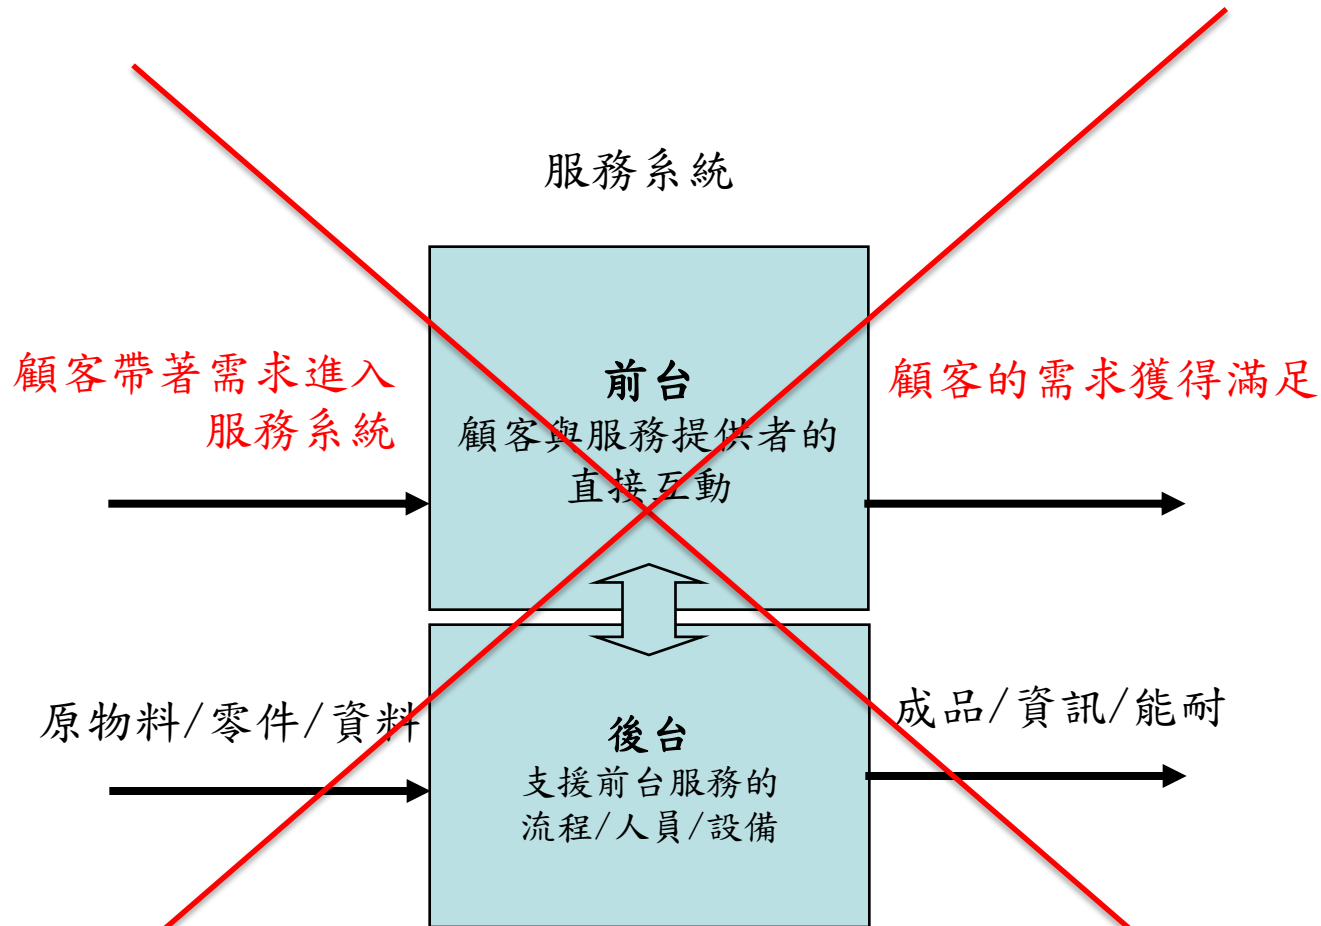 服務系統
顧客帶著需求進入
服務系統
前台
顧客與服務提供者的
直接互動
顧客的需求獲得滿足
原物料/零件/資料
後台
支援前台服務的
流程/人員/設備
成品/資訊/能耐